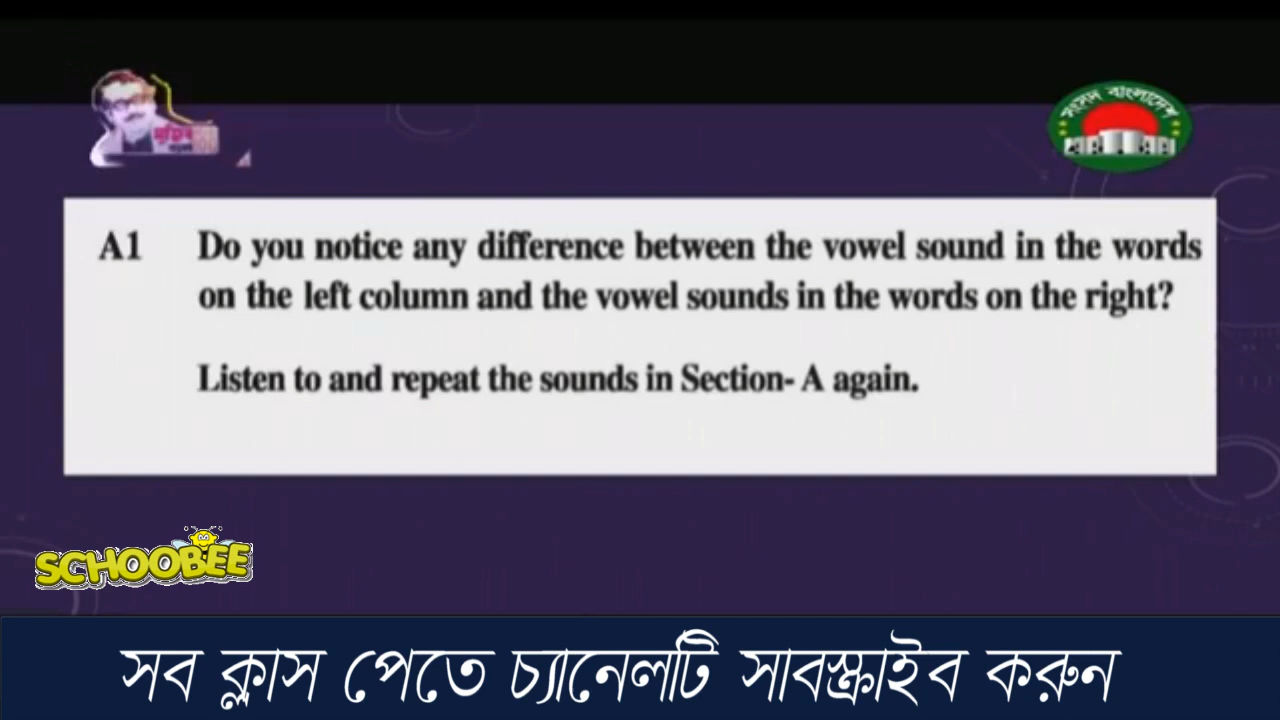 সংসদ বাংলাদেশ
A1 Do you notice any difference between the vowel sound in the words
on the left column and the vowel sounds in the words on the right?
Listen to and repeat the sounds in Section- A again.
SCHOOBEE
সব ক্লাস পেতে চ্যানেলটি সাবস্ক্রাইব করুন